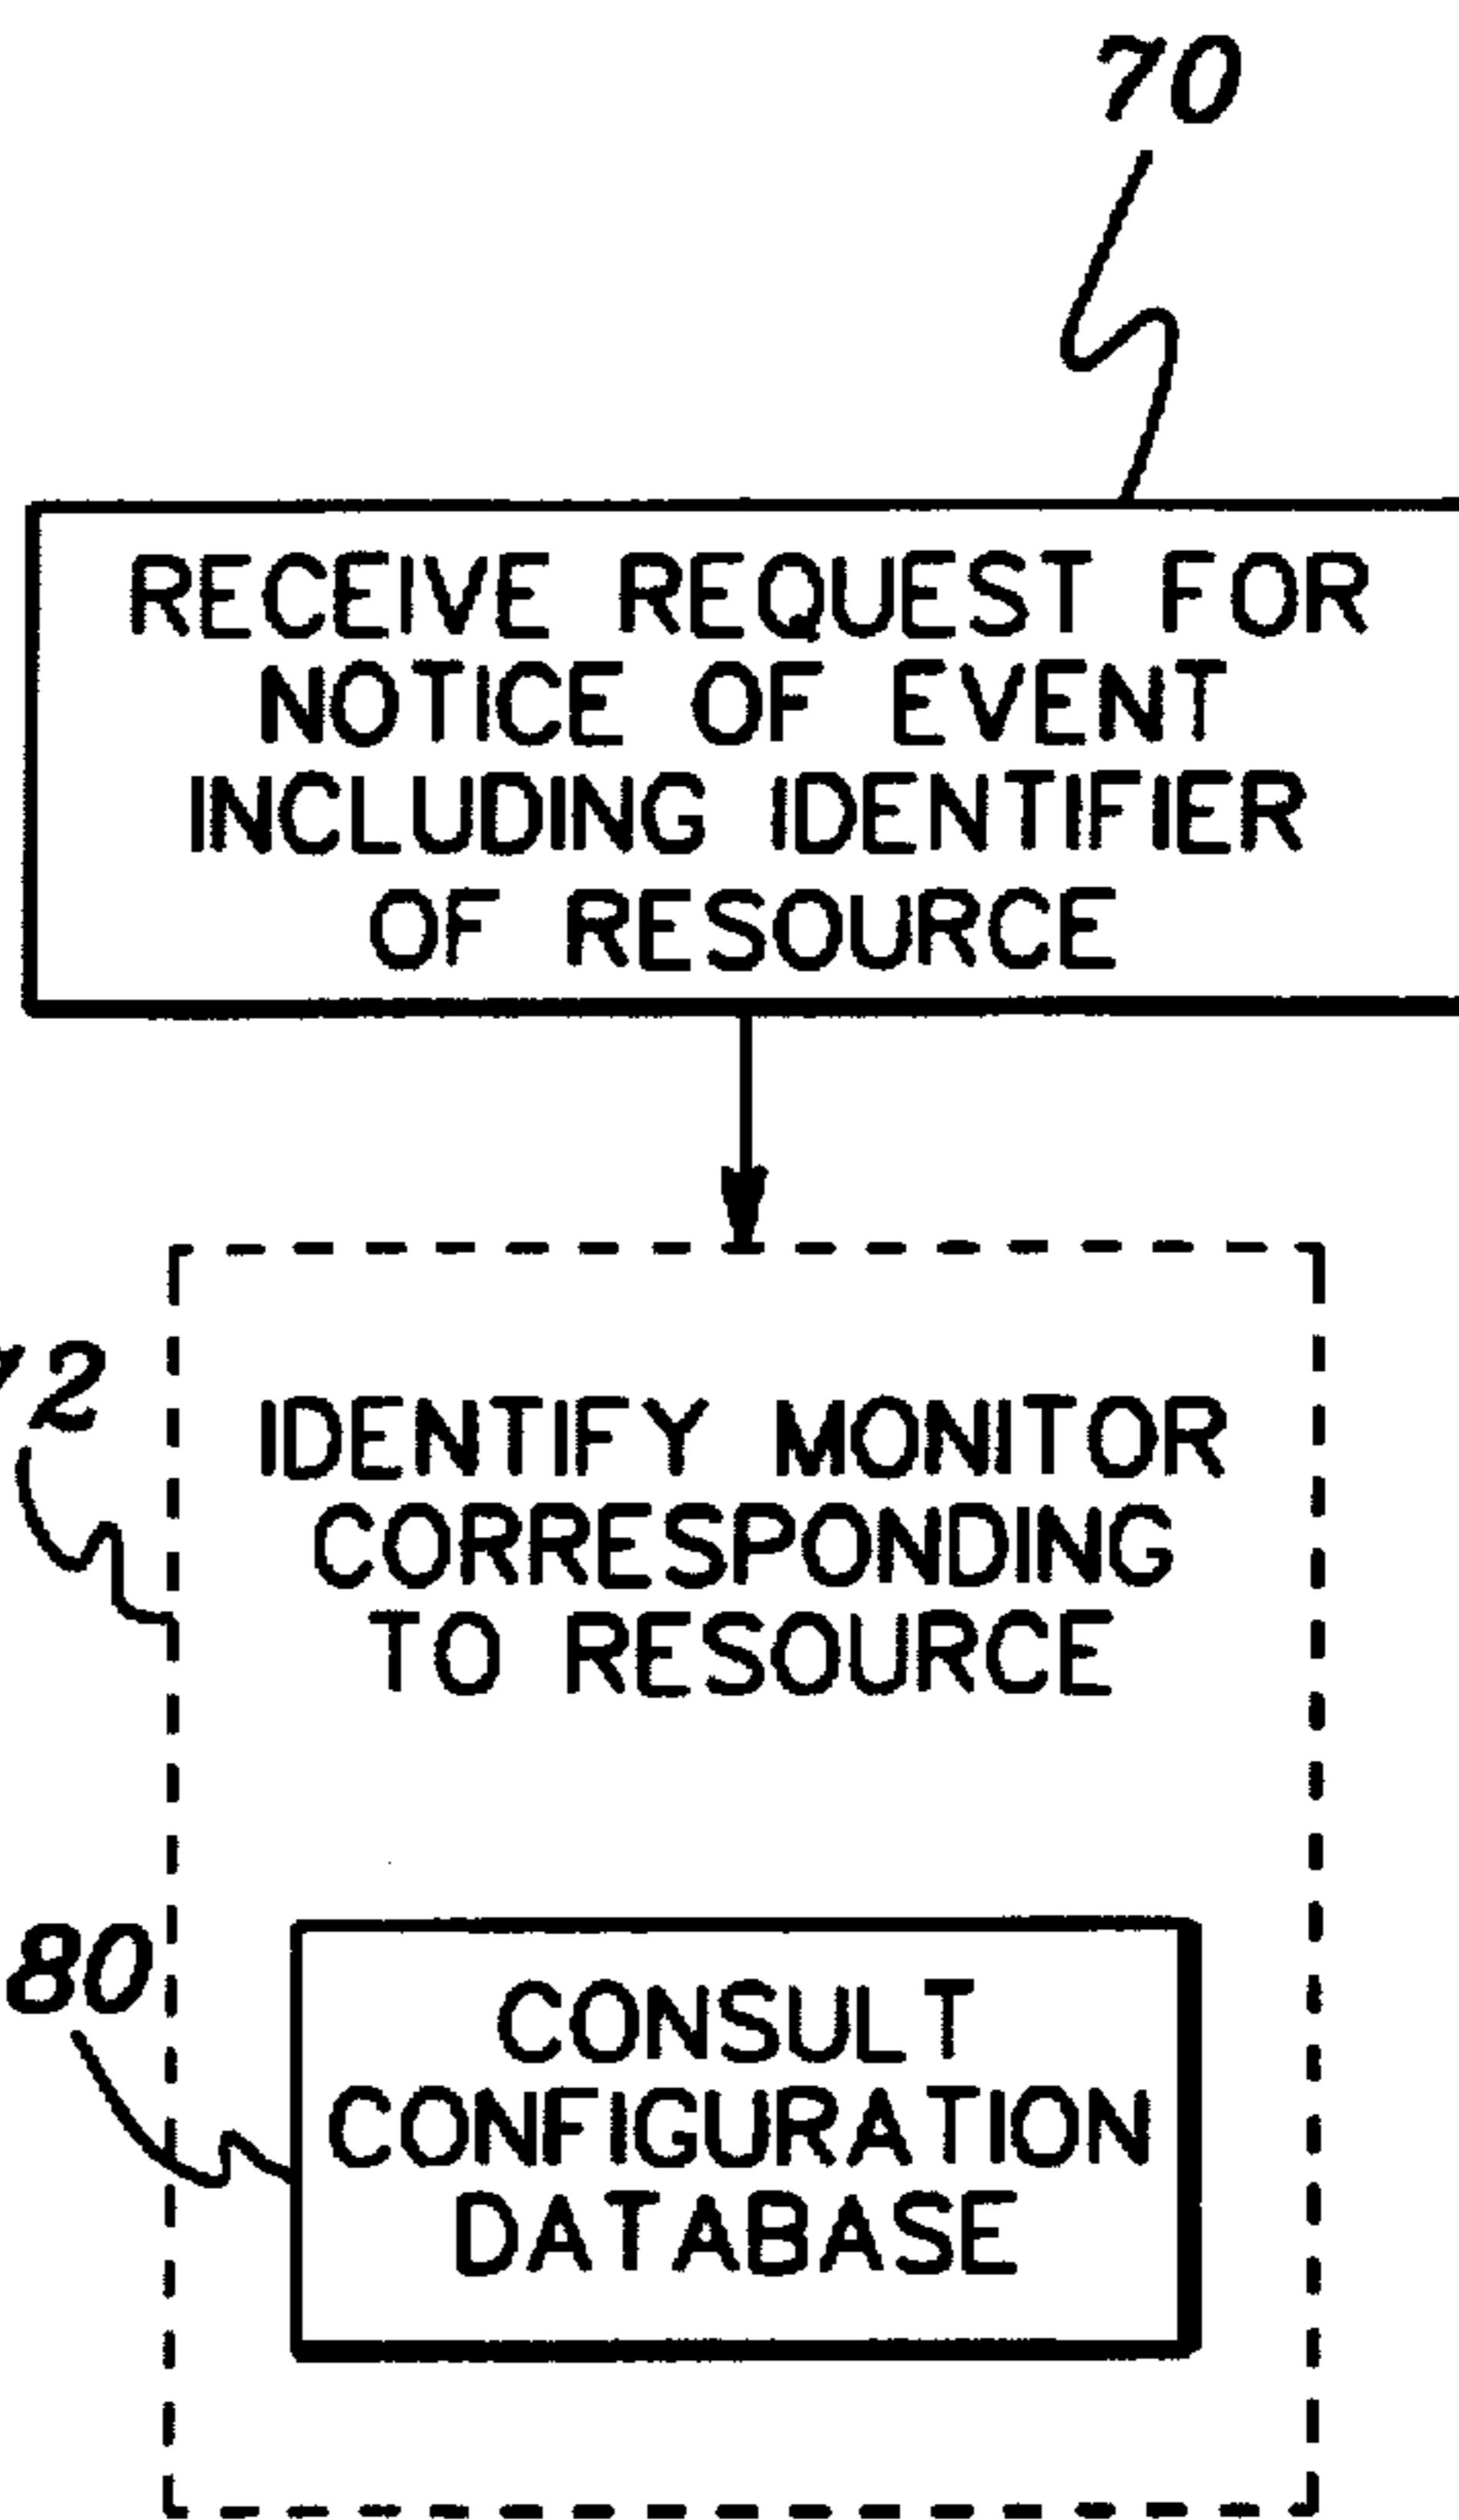 70
RECEIVE REQUEST FOR
NOTICE OF EVENT
INCLUDING IDENTIFIER
OF RESOURCE
IDENTIFY MONITOR
CORRESPONDING
TO RESOURCE
80
CONSULT
CONFIGURATION
DATABASE